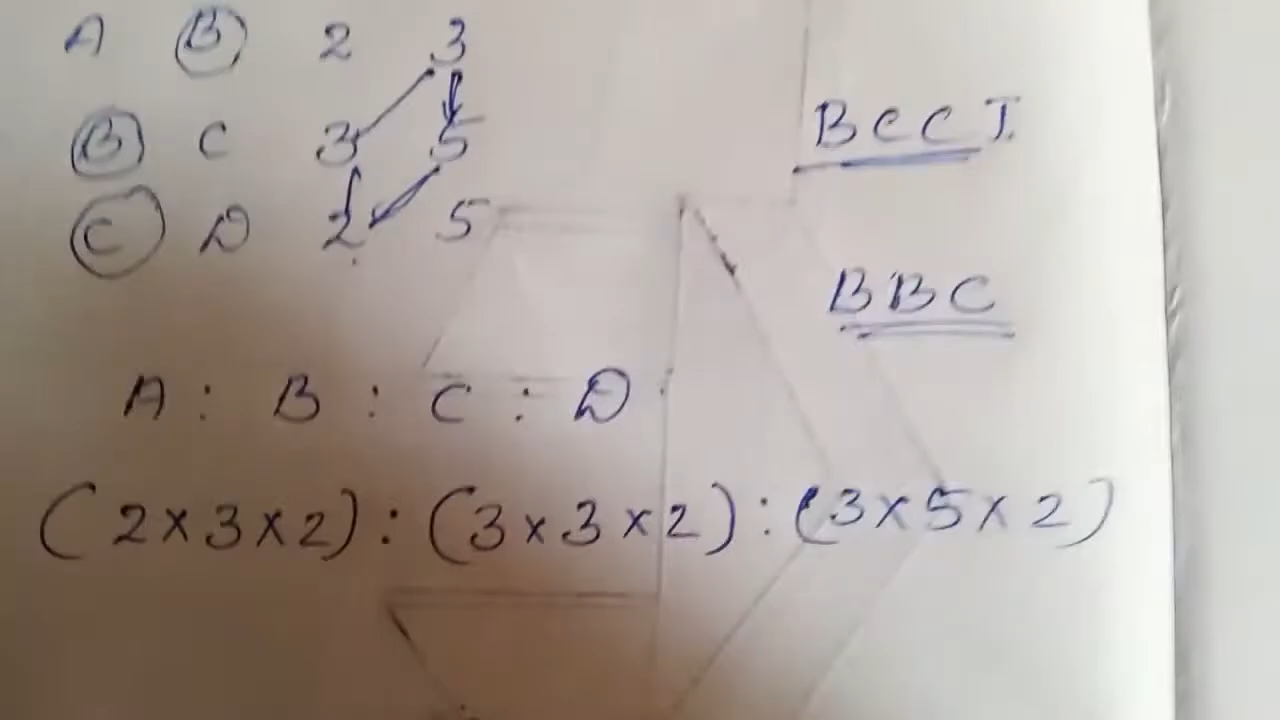 A B 2 3
B C 3 5
C D 2 5
BCCI
BBC
A : B : C : D
(2×3×2) : (3×3×2) : (3×5×2)